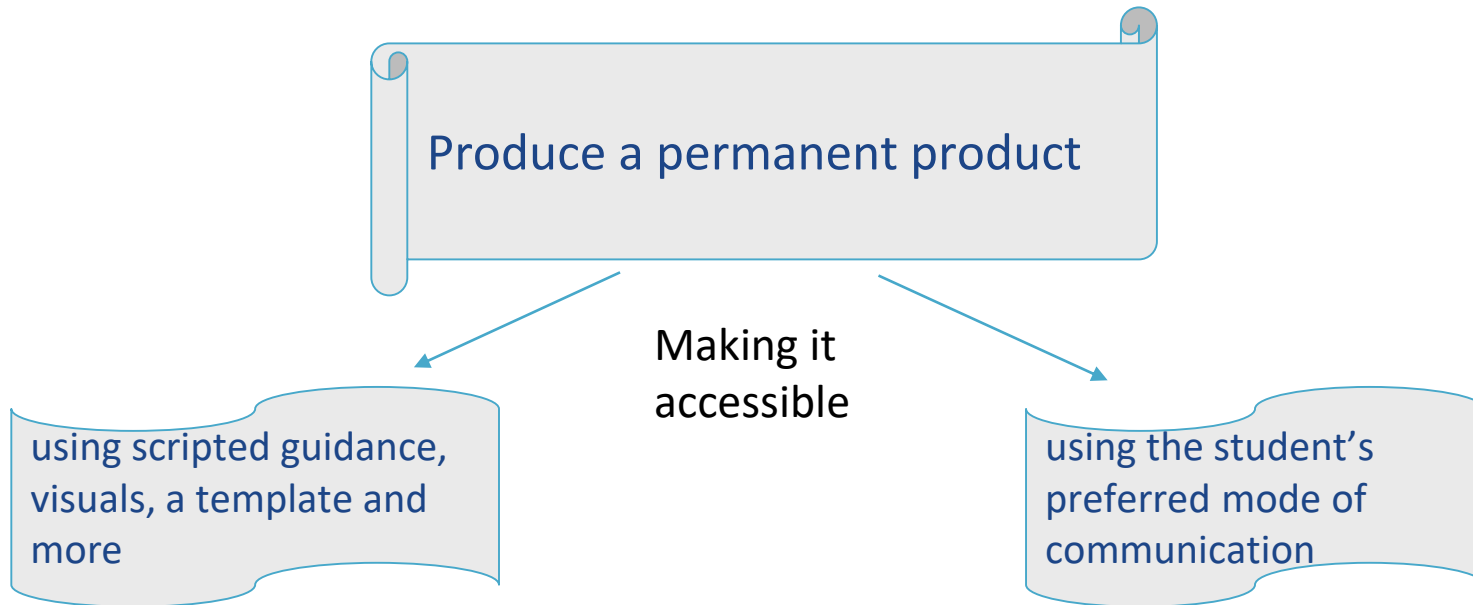 Produce a permanent product
Making it
accessible
using scripted guidance,
visuals, a template and
more
using the student’s
preferred mode of
communication